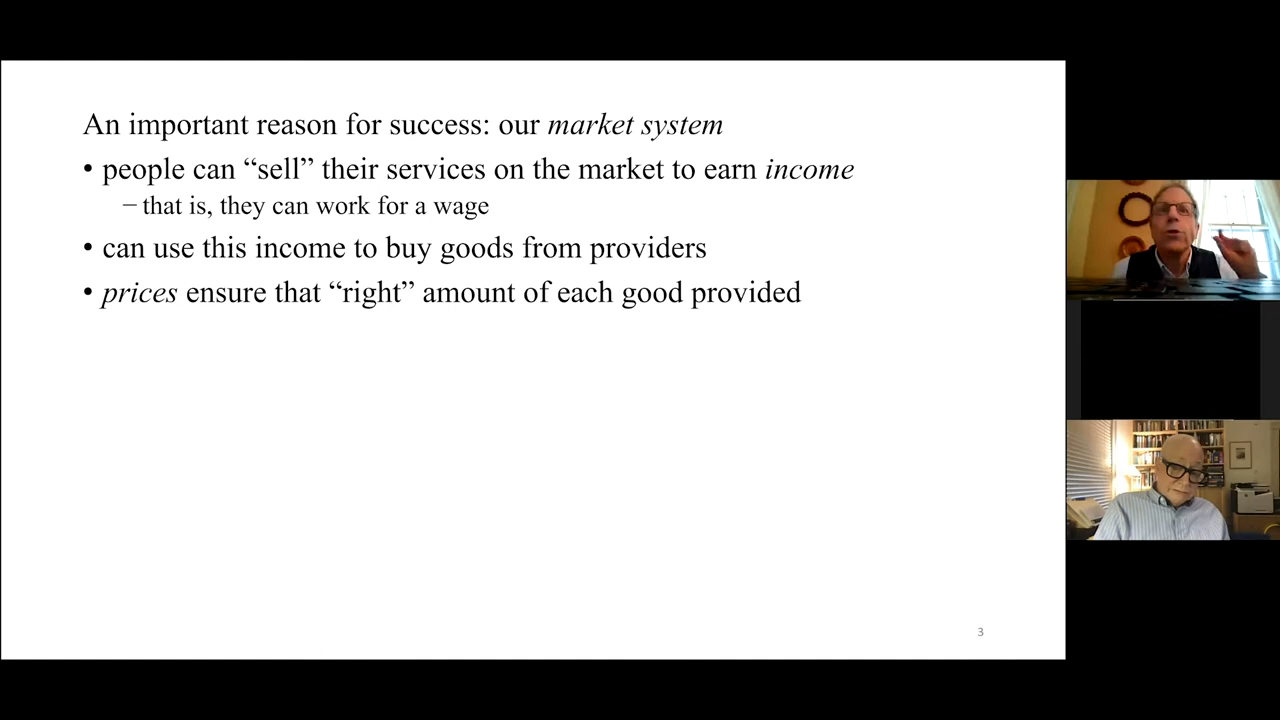 An important reason for success: our market system
• people can “sell” their services on the market to earn income
– that is, they can work for a wage
• can use this income to buy goods from providers
• prices ensure that “right” amount of each good provided
3